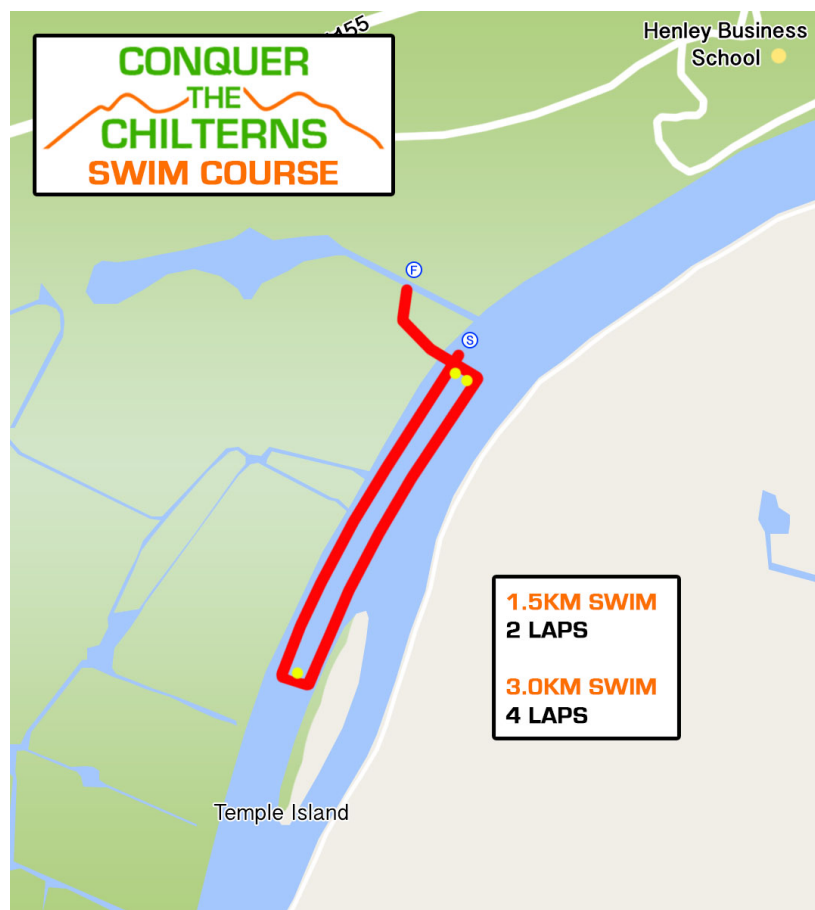 155
Henley Business
School
CONQUER
THE
CHILTERNS
SWIM COURSE
F
S
1.5KM SWIM
2 LAPS
3.0KM SWIM
4 LAPS
Temple Island